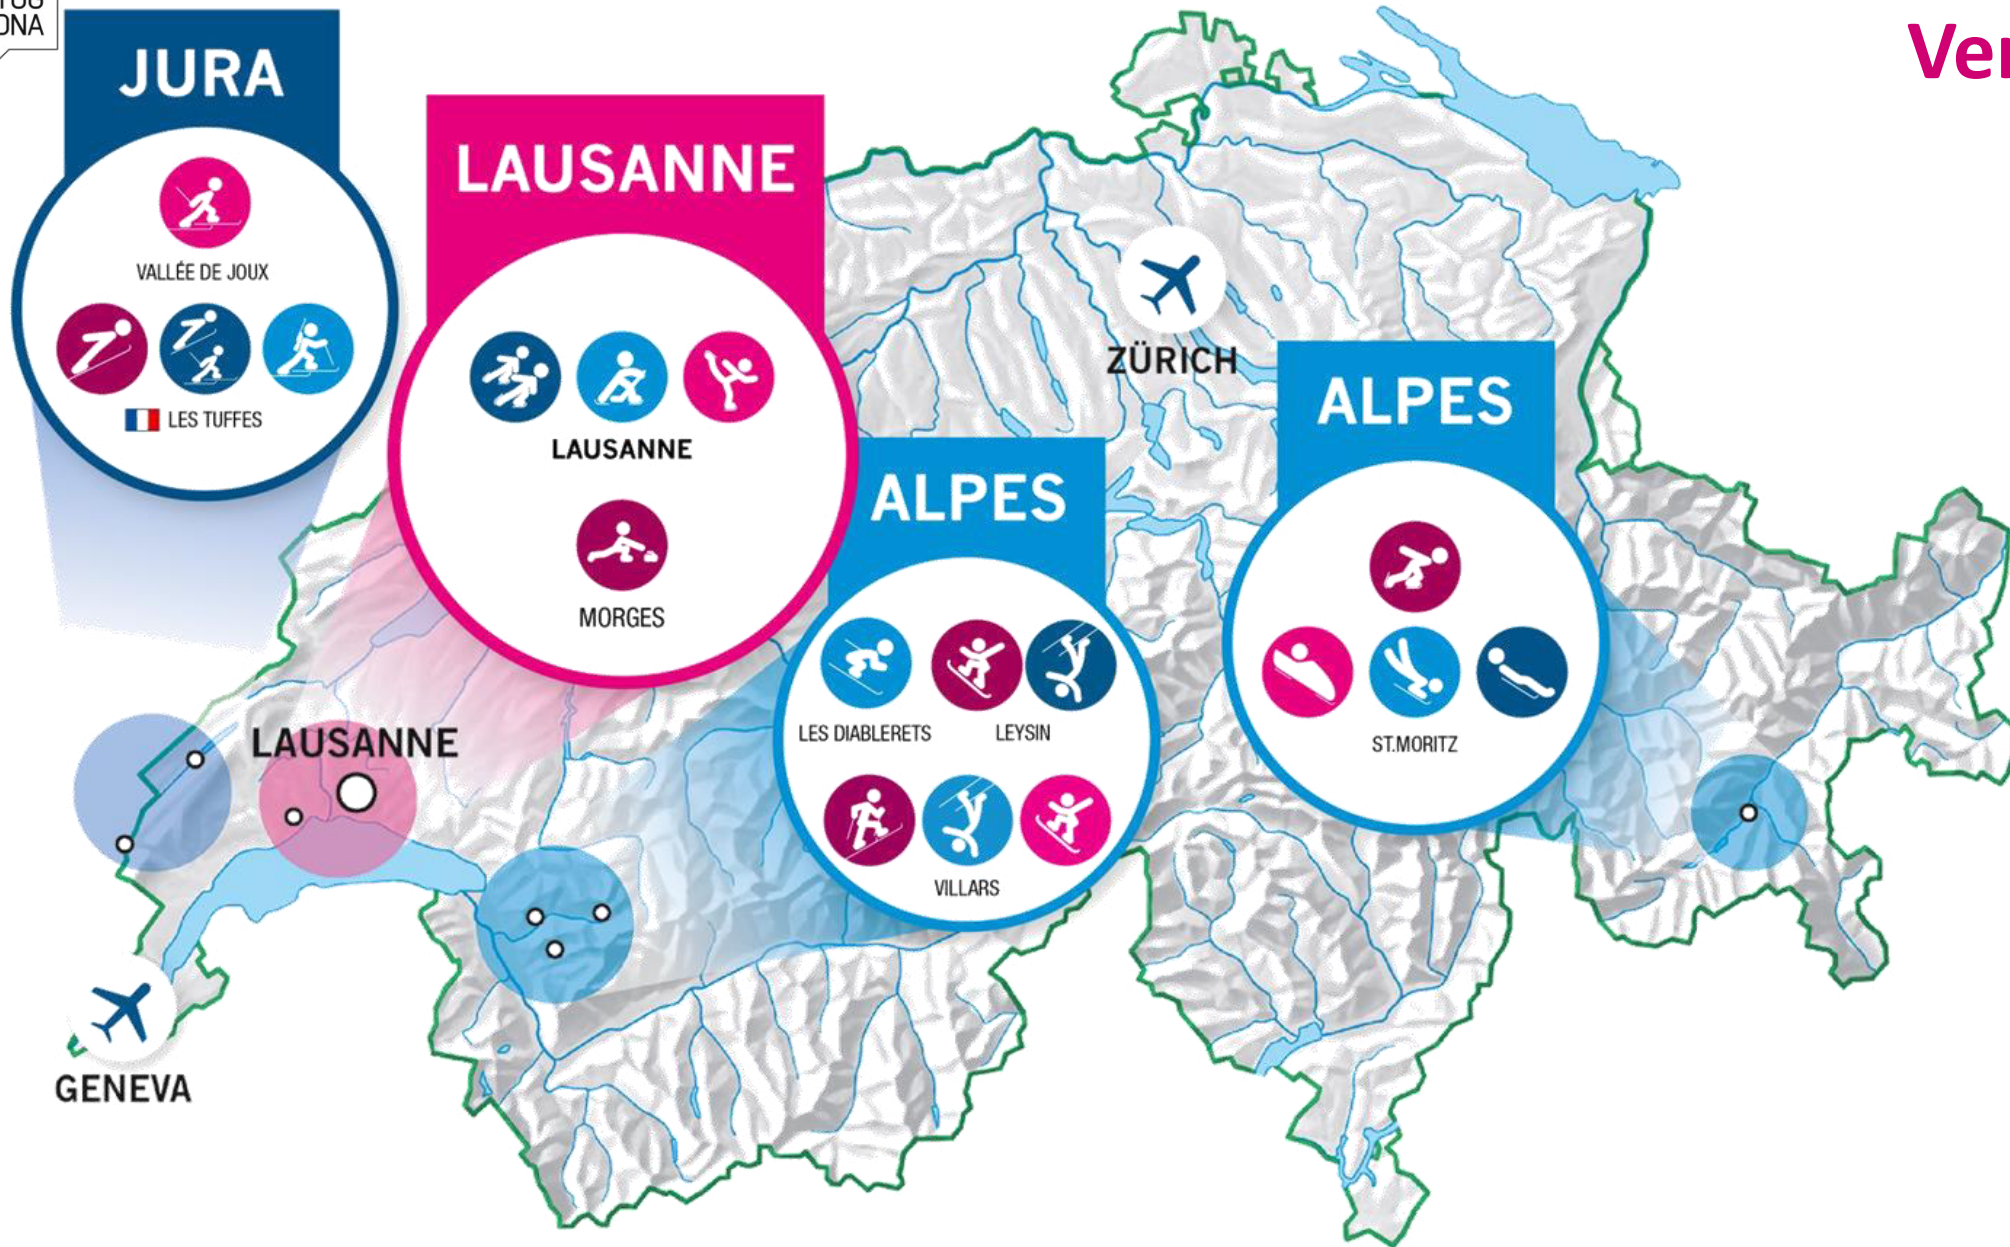 JURA
VALLÉE DE JOUX
LES TUFFES
LAUSANNE
LAUSANNE
MORGES
ZÜRICH
ALPES
LES DIABLERETS
LEYSIN
VILLARS
ALPES
ST.MORITZ
LAUSANNE
GENEVA